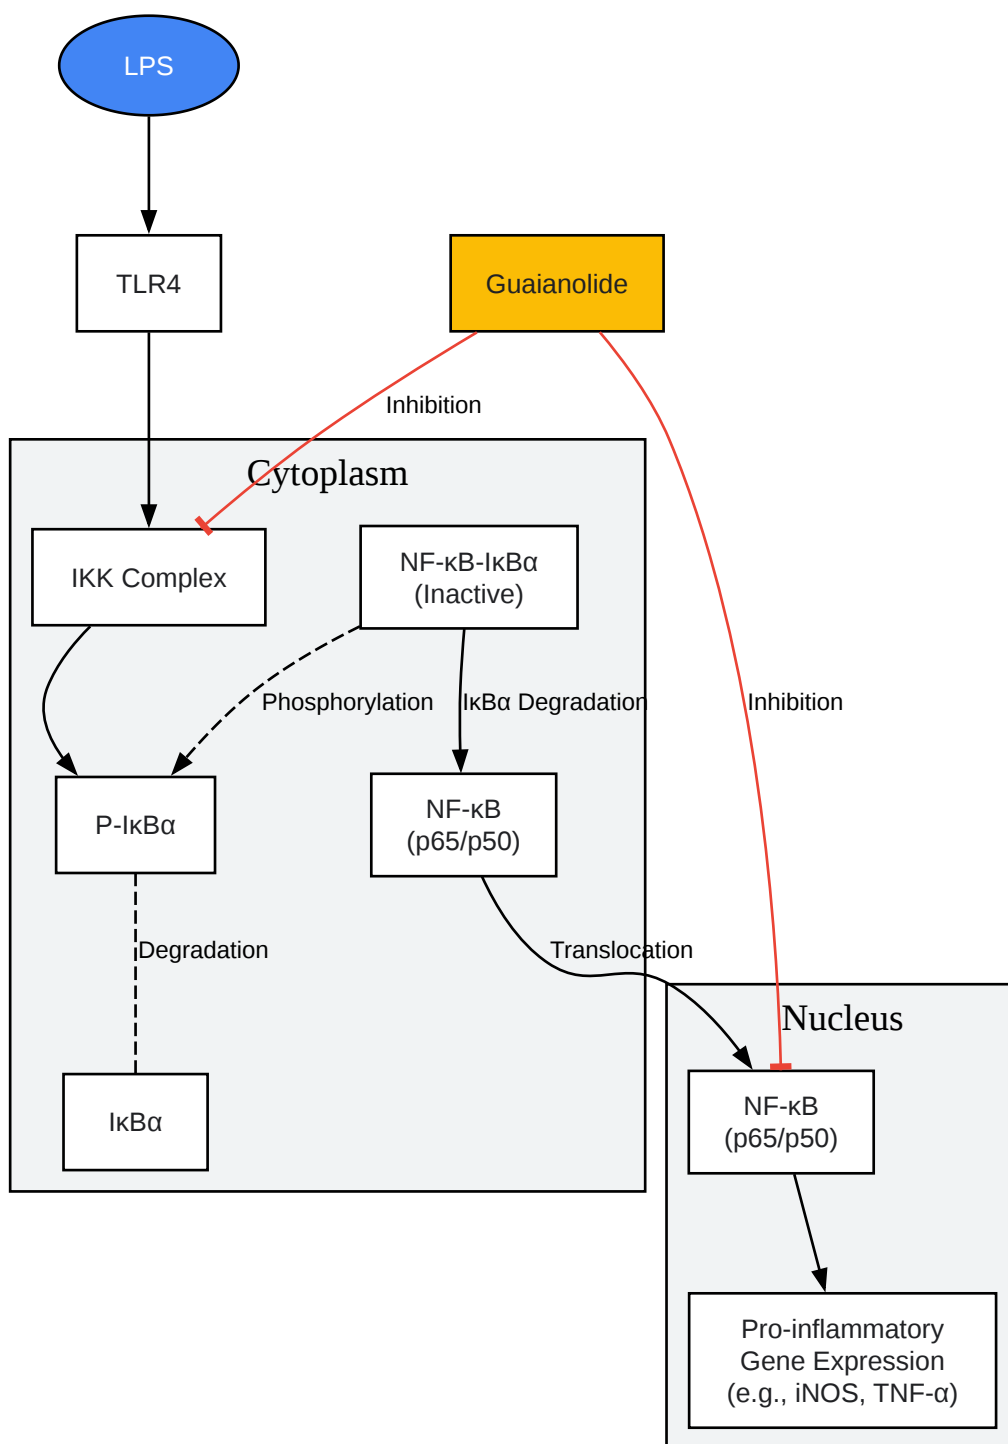 LPS
TLR4
Guaianolide
Inhibition
Cytoplasm
IKK Complex
NF-κB-IκBα
(Inactive)
Phosphorylation
IκBα Degradation
Inhibition
P-IκBα
NF-κB
(p65/p50)
Degradation
Translocation
Nucleus
IκBα
NF-κB
(p65/p50)
Pro-inflammatory
Gene Expression
(e.g., iNOS, TNF-α)